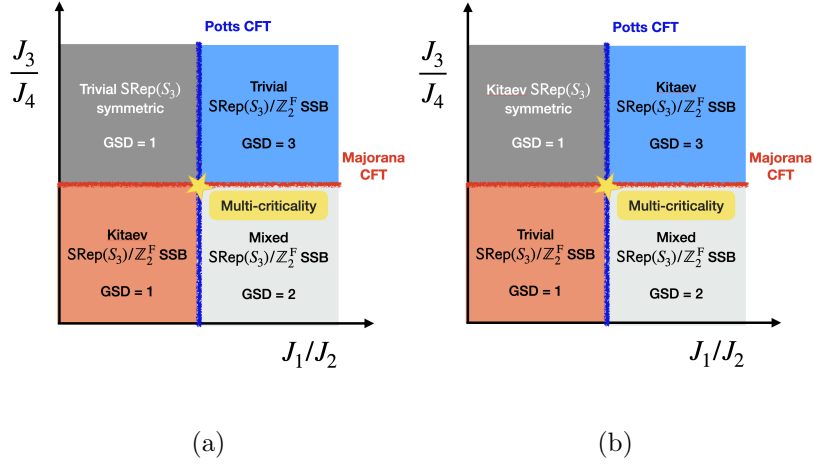 Potts CFT
J₃
J₄
Trivial SRep(S₃)
symmetric
GSD = 1
Trivial
SRep(S₃)/ℤ₂ꟳ SSB
GSD = 3
Majorana
CFT
Multi-criticality
Kitaev
SRep(S₃)/ℤ₂ꟳ SSB
GSD = 1
Mixed
SRep(S₃)/ℤ₂ꟳ SSB
GSD = 2
J₁/J₂
(a)
Potts CFT
J₃
J₄
Kitaev SRep(S₃)
symmetric
GSD = 1
Kitaev
SRep(S₃)/ℤ₂ꟳ SSB
GSD = 3
Majorana
CFT
Multi-criticality
Trivial
SRep(S₃)/ℤ₂ꟳ SSB
GSD = 1
Mixed
SRep(S₃)/ℤ₂ꟳ SSB
GSD = 2
J₁/J₂
(b)